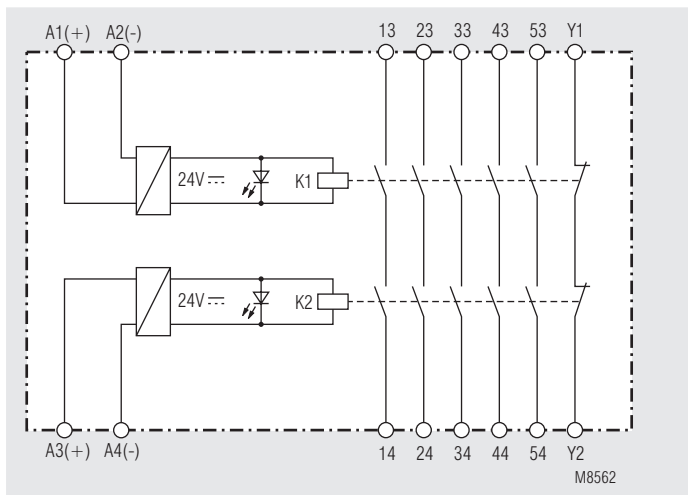 A1(+) A2(-) 13 23 33 43 53 Y1
24V K1
24V K2
A3(+) A4(-) 14 24 34 44 54 Y2
M8562